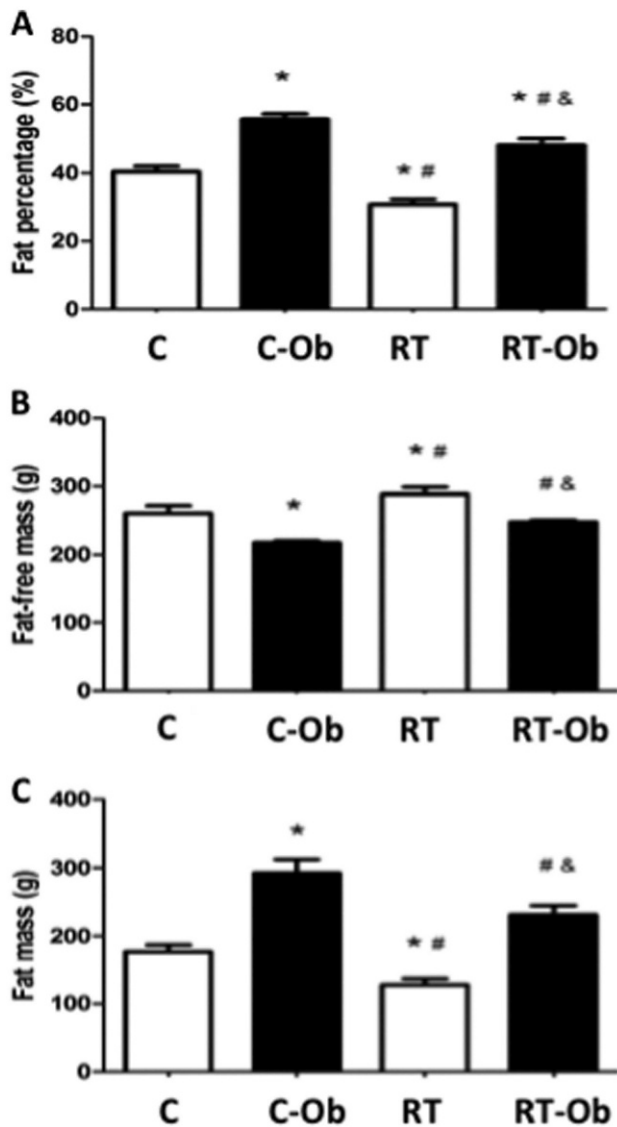 A
Fat percentage (%)
80
60
40
20
0
*
* #
* # &
C C-Ob RT RT-Ob
B
Fat-free mass (g)
400
300
200
100
0
*
* #
# &
C C-Ob RT RT-Ob
C
Fat mass (g)
400
300
200
100
0
*
* #
# &
C C-Ob RT RT-Ob